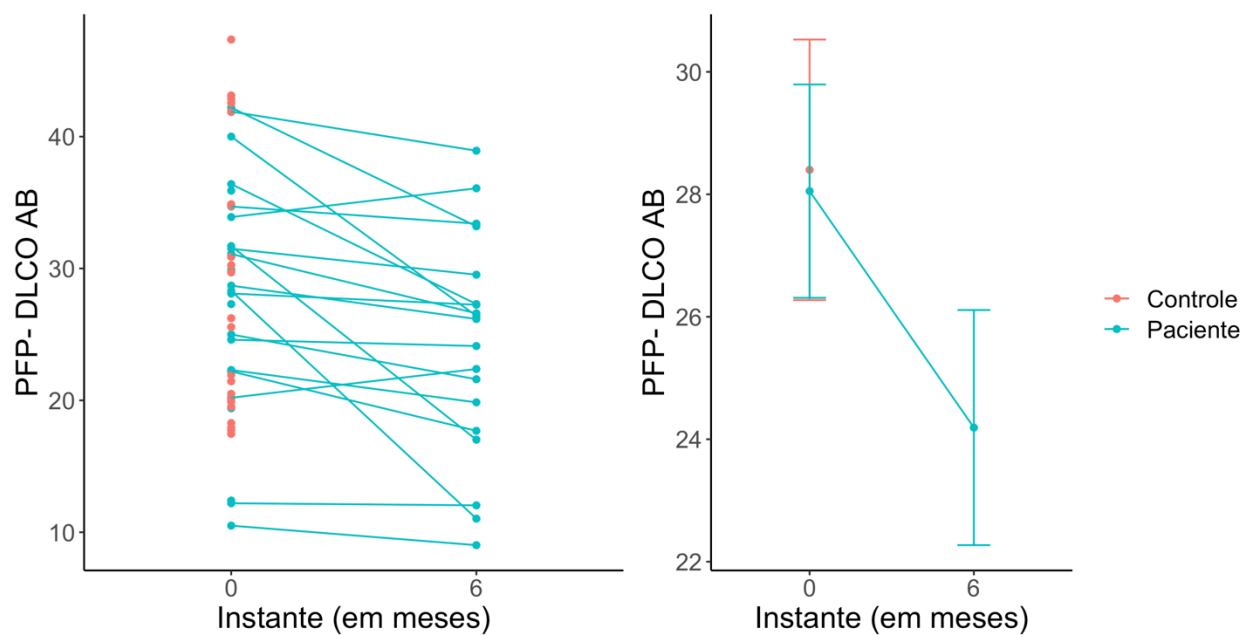 PFP- DLCO AB
40
30
20
10
0
6
Instante (em meses)
PFP- DLCO AB
30
28
26
24
22
0
6
Instante (em meses)
Controle
Paciente